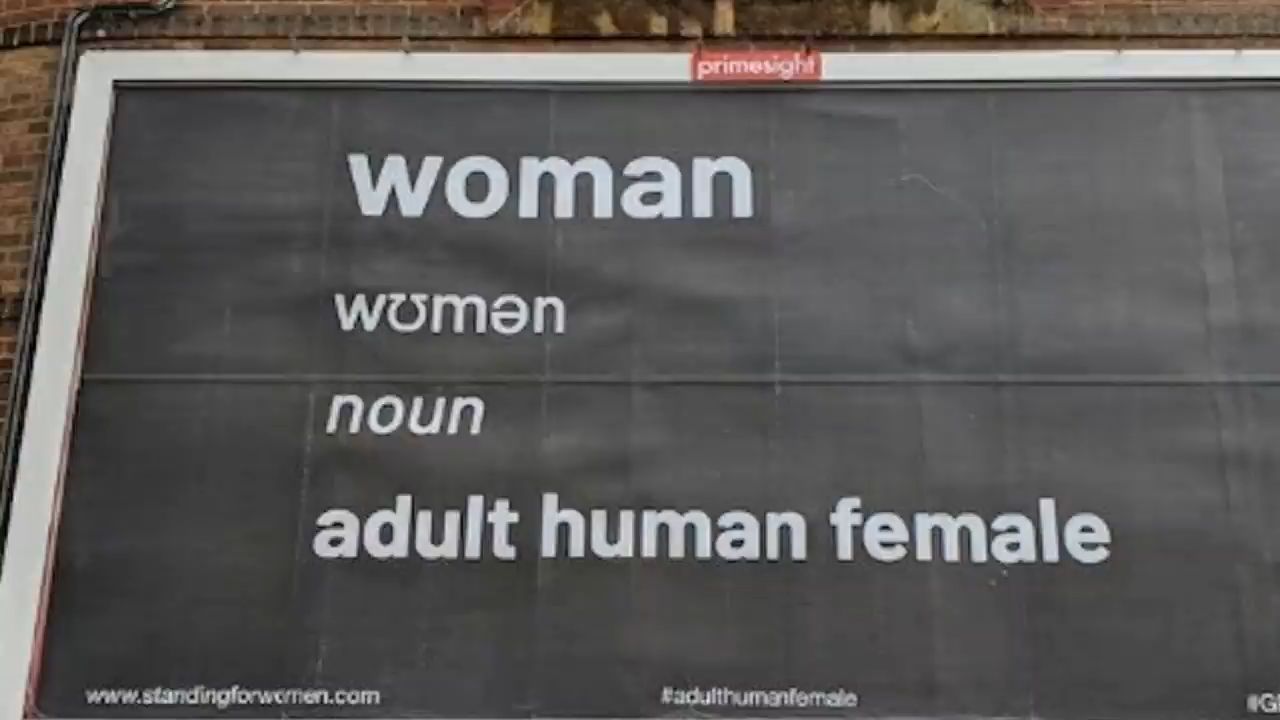 primesight
woman
wʊmən
noun
adult human female
www.standingforwomen.com
#adulthumanfemale